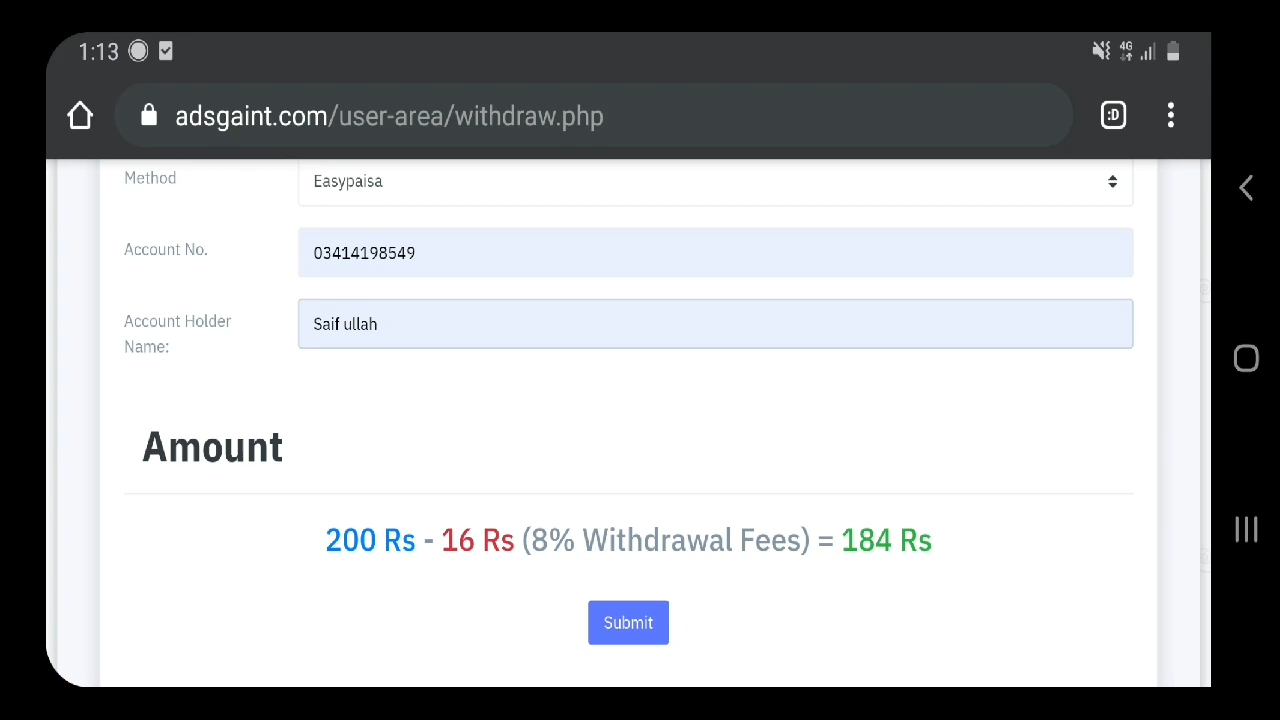 1:13
4G
adsgaint.com/user-area/withdraw.php
:D
Method
Easypaisa
Account No.
03414198549
Account Holder
Name:
Saif ullah
Amount
200 Rs - 16 Rs (8% Withdrawal Fees) = 184 Rs
Submit